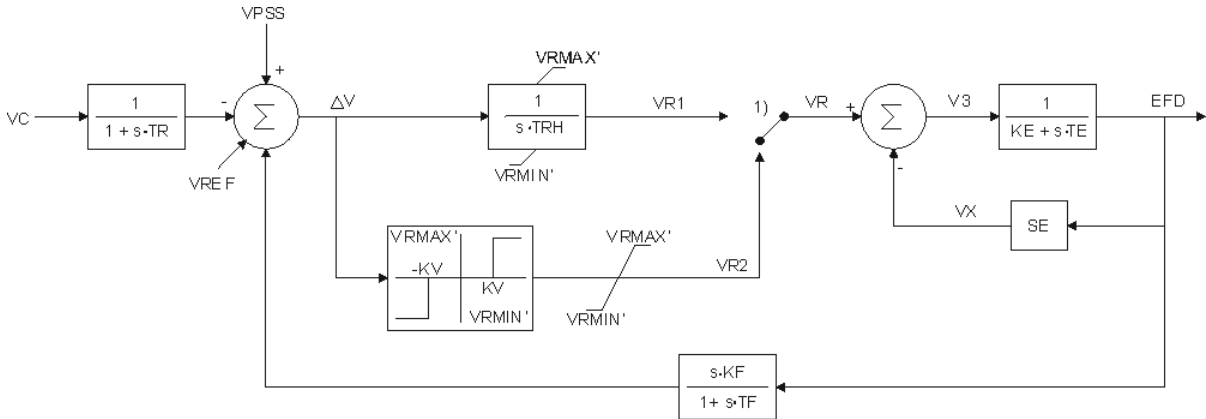 VPSS
VRMAX'
+
-
+
-
VC
1
1 + s·TR
Σ
ΔV
1
s·TRH
VR1
1)
VR
Σ
V3
1
KE + s·TE
EFD
VREF
VRMIN'
VX
SE
VRMAX'
-KV
KV
VRMIN'
VRMAX'
VRMIN'
VR2
s·KF
1 + s·TF